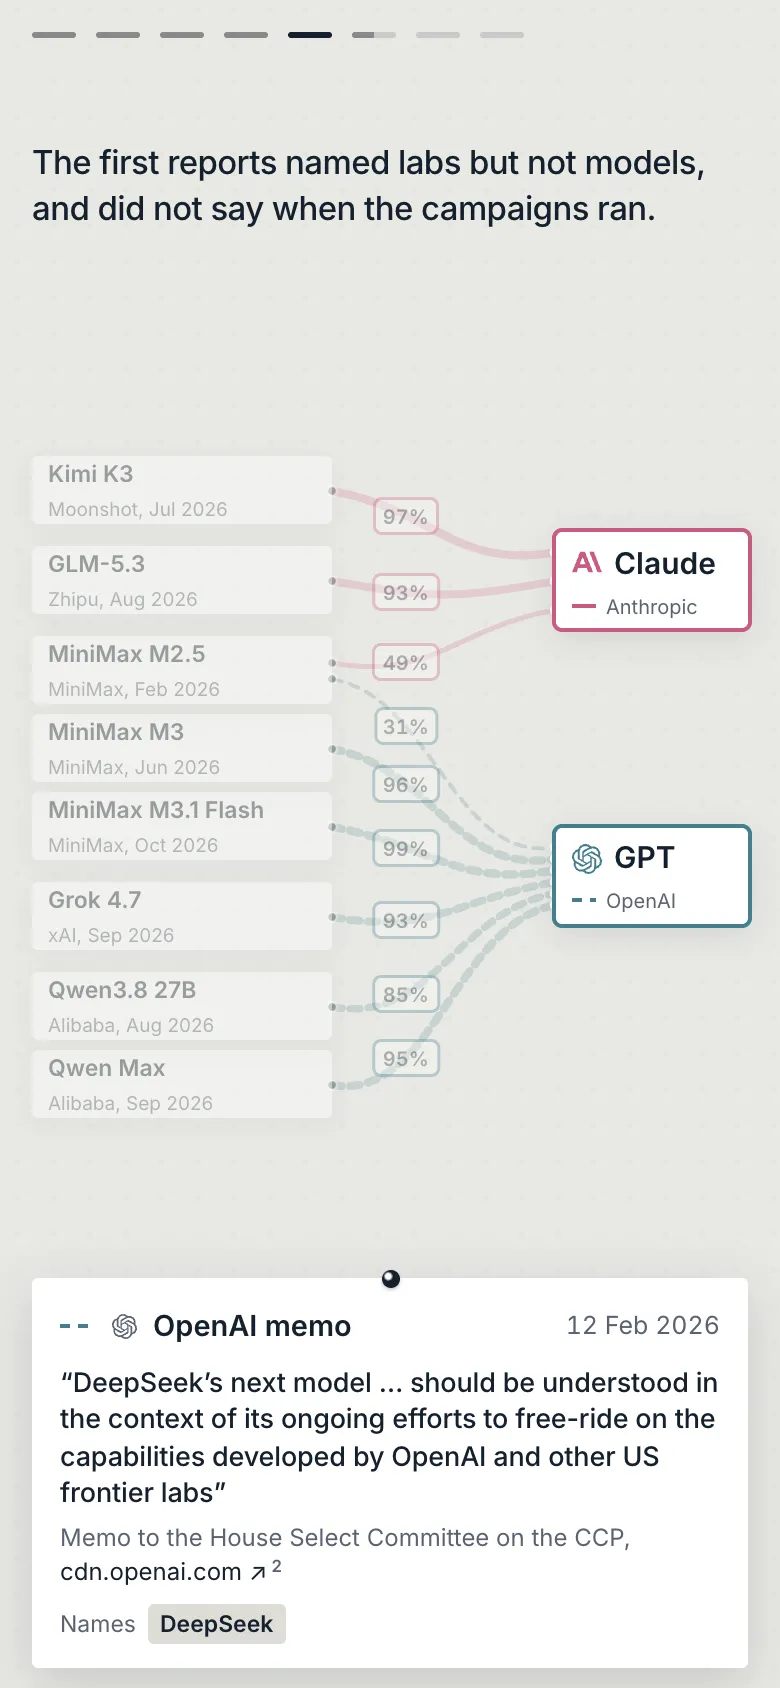 The first reports named labs but not models,
and did not say when the campaigns ran.
Kimi K3
Moonshot, Jul 2026
97%
GLM-5.3
Zhipu, Aug 2026
93%
MiniMax M2.5
MiniMax, Feb 2026
49%
31%
MiniMax M3
MiniMax, Jun 2026
96%
MiniMax M3.1 Flash
MiniMax, Oct 2026
99%
Grok 4.7
xAI, Sep 2026
93%
Qwen3.8 27B
Alibaba, Aug 2026
85%
Qwen Max
Alibaba, Sep 2026
95%
Claude
Anthropic
GPT
OpenAI
OpenAI memo
12 Feb 2026
“DeepSeek’s next model … should be understood in
the context of its ongoing efforts to free-ride on the
capabilities developed by OpenAI and other US
frontier labs”
Memo to the House Select Committee on the CCP,
cdn.openai.com ↗ 2
Names DeepSeek